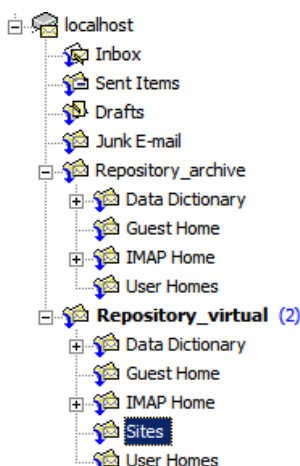 localhost
Inbox
Sent Items
Drafts
Junk E-mail
Repository_archive
Data Dictionary
Guest Home
IMAP Home
User Homes
Repository_virtual (2)
Data Dictionary
Guest Home
IMAP Home
Sites
User Homes